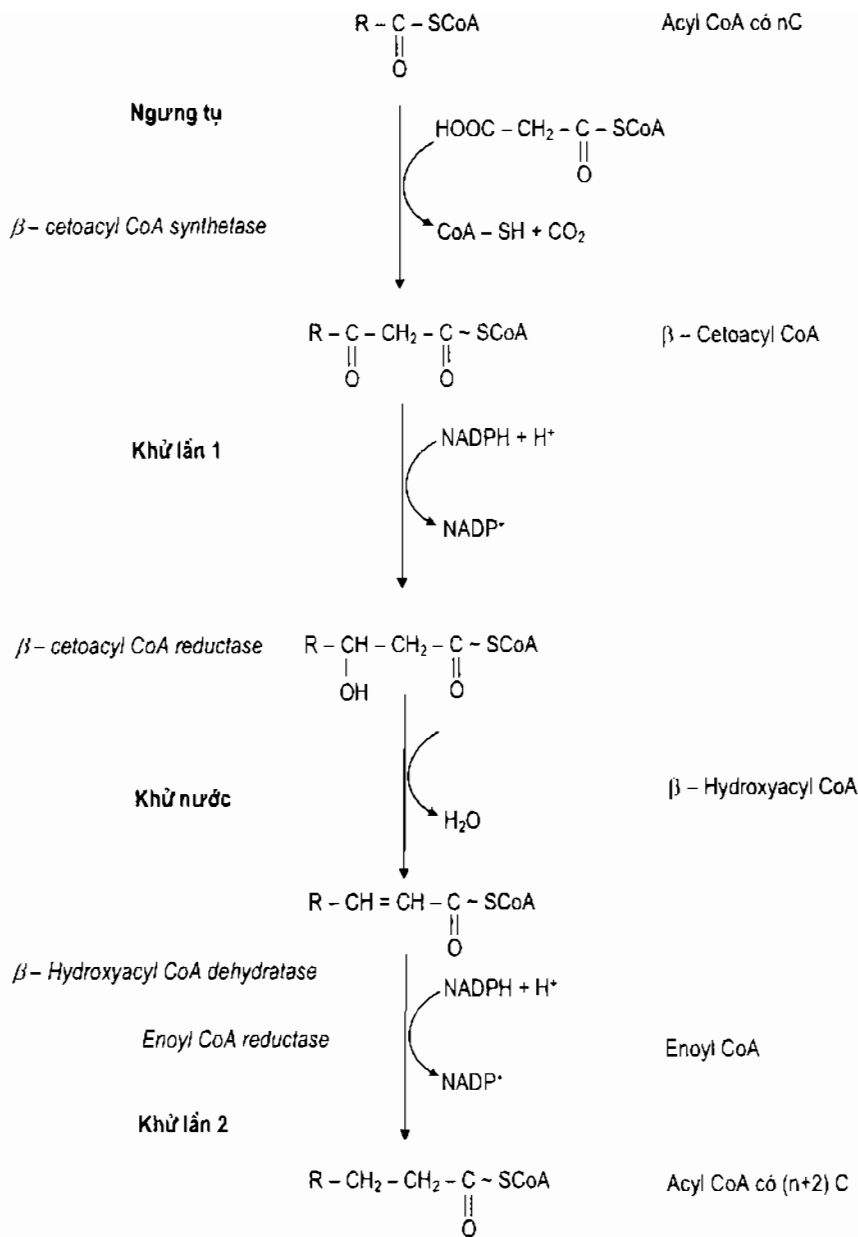 R – C – SCoA Acyl CoA có nC
||
O
Ngưng tụ
HOOC – CH₂ – C – SCoA
||
O
β – cetoacyl CoA synthetase
CoA – SH + CO₂
R – C – CH₂ – C ~ SCoA β – Cetoacyl CoA
|| ||
O O
NADPH + H⁺
Khử lần 1
NADP⁺
β – cetoacyl CoA reductase R – CH – CH₂ – C ~ SCoA
| ||
OH O
Khử nước β – Hydroxyacyl CoA
H₂O
R – CH = CH – C ~ SCoA
||
O
β – Hydroxyacyl CoA dehydratase
NADPH + H⁺
Enoyl CoA reductase Enoyl CoA
NADP⁺
Khử lần 2
R – CH₂ – CH₂ – C ~ SCoA Acyl CoA có (n+2) C
||
O